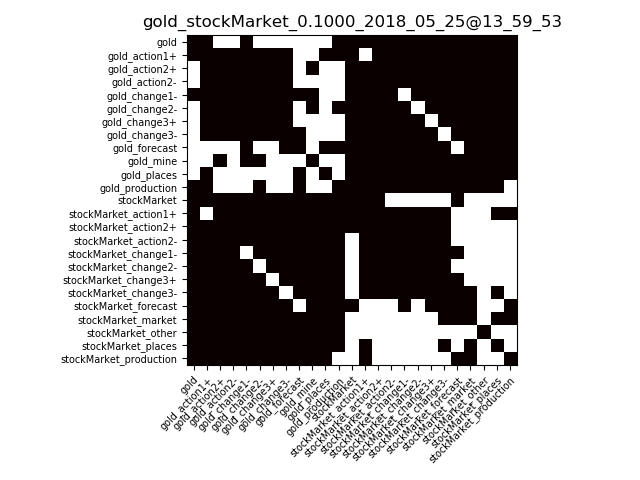 gold_stockMarket_0.1000_2018_05_25@13_59_53
gold
gold_action1+
gold_action2+
gold_action2-
gold_change1-
gold_change2-
gold_change3+
gold_change3-
gold_forecast
gold_mine
gold_places
gold_production
stockMarket
stockMarket_action1+
stockMarket_action2+
stockMarket_action2-
stockMarket_change1-
stockMarket_change2-
stockMarket_change3+
stockMarket_change3-
stockMarket_forecast
stockMarket_market
stockMarket_other
stockMarket_places
stockMarket_production
gold
gold_action1+
gold_action2+
gold_action2-
gold_change1-
gold_change2-
gold_change3+
gold_change3-
gold_forecast
gold_mine
gold_places
gold_production
stockMarket
stockMarket_action1+
stockMarket_action2+
stockMarket_action2-
stockMarket_change1-
stockMarket_change2-
stockMarket_change3+
stockMarket_change3-
stockMarket_forecast
stockMarket_market
stockMarket_other
stockMarket_places
stockMarket_production